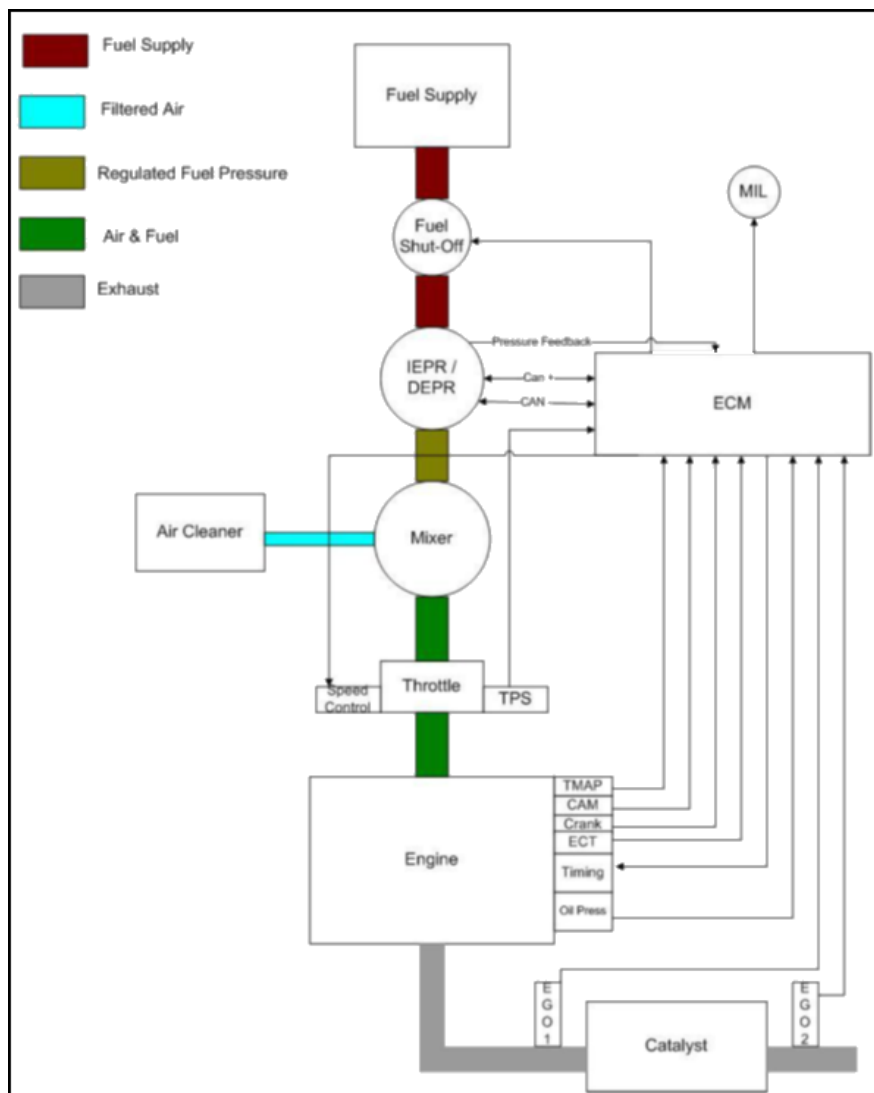 Fuel Supply
Filtered Air
Regulated Fuel Pressure
Air & Fuel
Exhaust
Fuel Supply
MIL
Fuel
Shut-Off
Pressure Feedback
IEPR /
DEPR
Can +
CAN
ECM
Air Cleaner
Mixer
Throttle
Speed
Control
TPS
TMAP
CAM
Crank
ECT
Engine
Timing
Oil Press
E
G
O
1
E
G
O
2
Catalyst